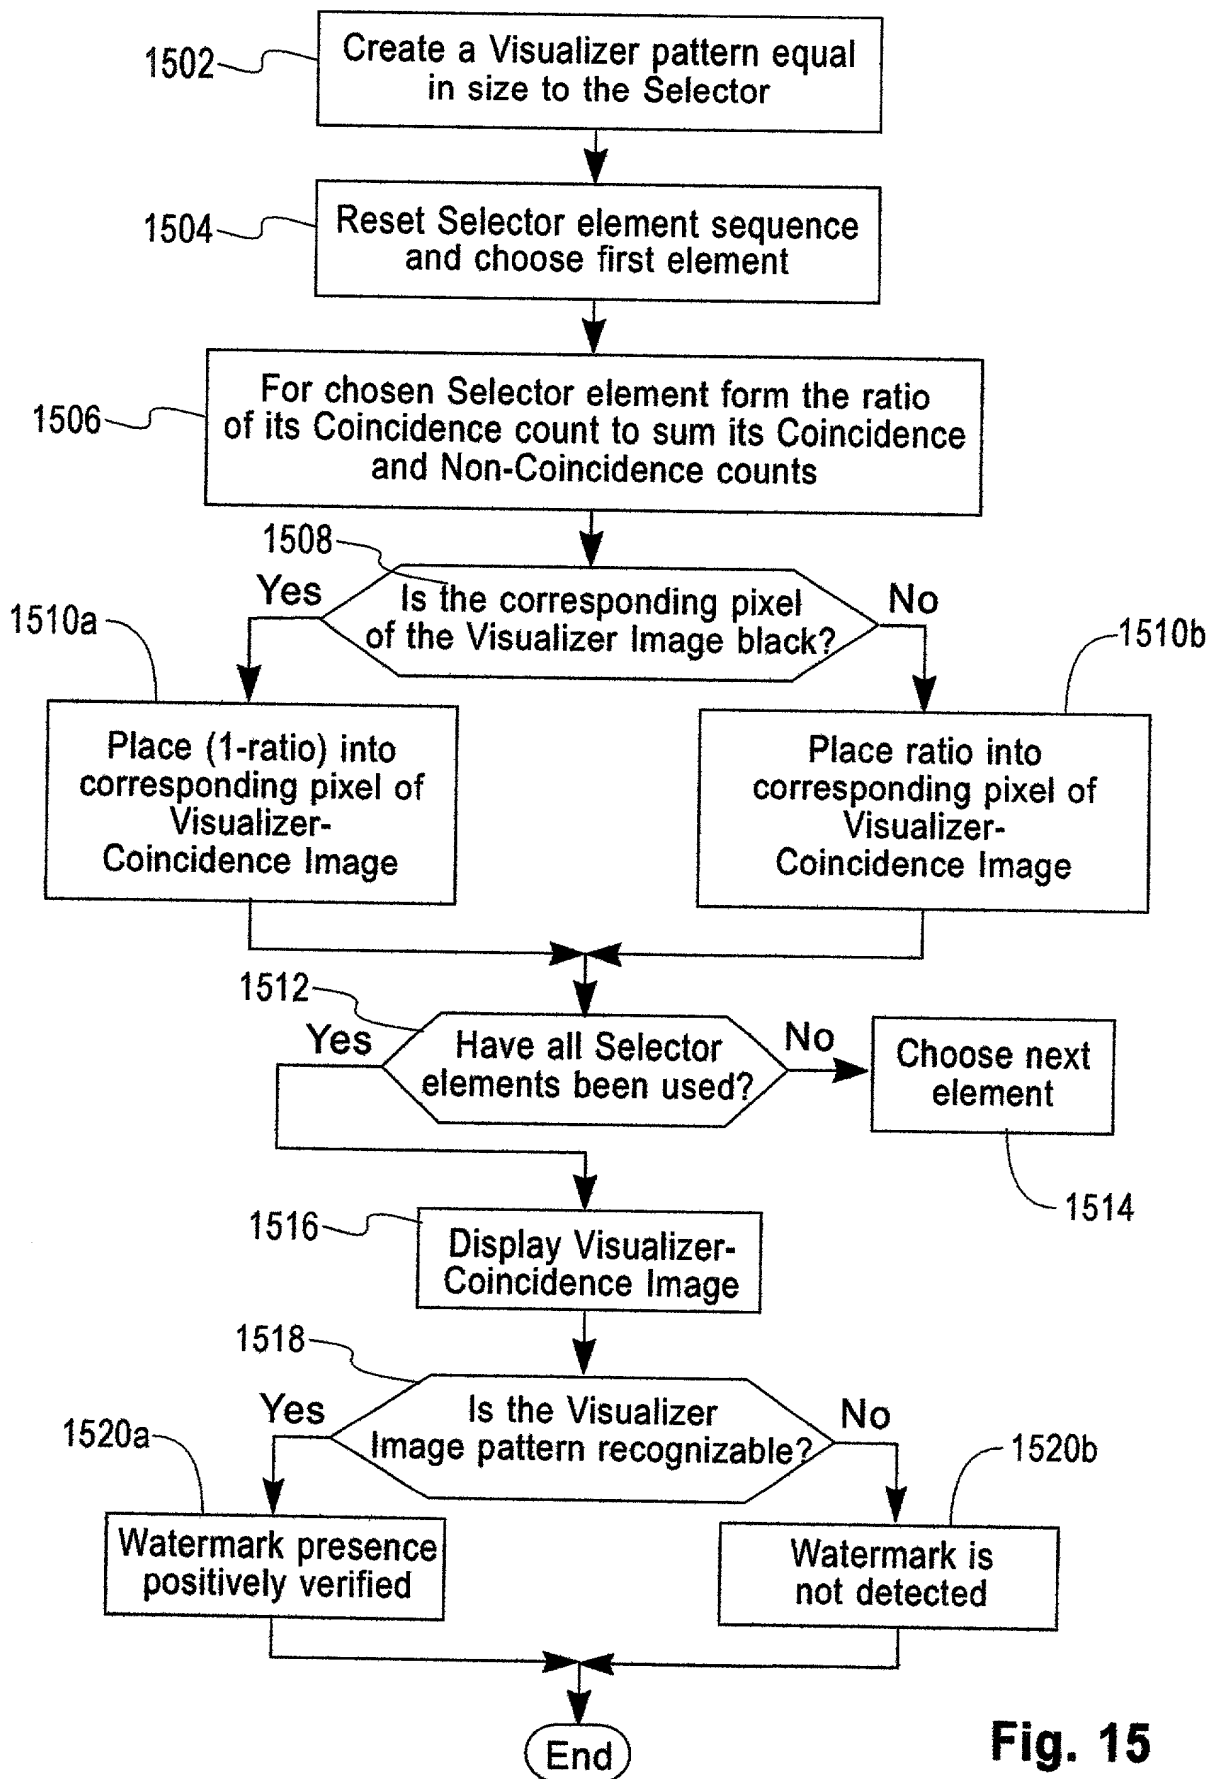 1502
Create a Visualizer pattern equal
in size to the Selector
1504
Reset Selector element sequence
and choose first element
1506
For chosen Selector element form the ratio
of its Coincidence count to sum its Coincidence
and Non-Coincidence counts
1508
Yes
Is the corresponding pixel
of the Visualizer Image black?
No
1510a
1510b
Place (1-ratio) into
corresponding pixel of
Visualizer-
Coincidence Image
Place ratio into
corresponding pixel of
Visualizer-
Coincidence Image
1512
Yes
Have all Selector
elements been used?
No
Choose next
element
1514
1516
Display Visualizer-
Coincidence Image
1518
Yes
Is the Visualizer
Image pattern recognizable?
No
1520a
1520b
Watermark presence
positively verified
Watermark is
not detected
End
Fig. 15